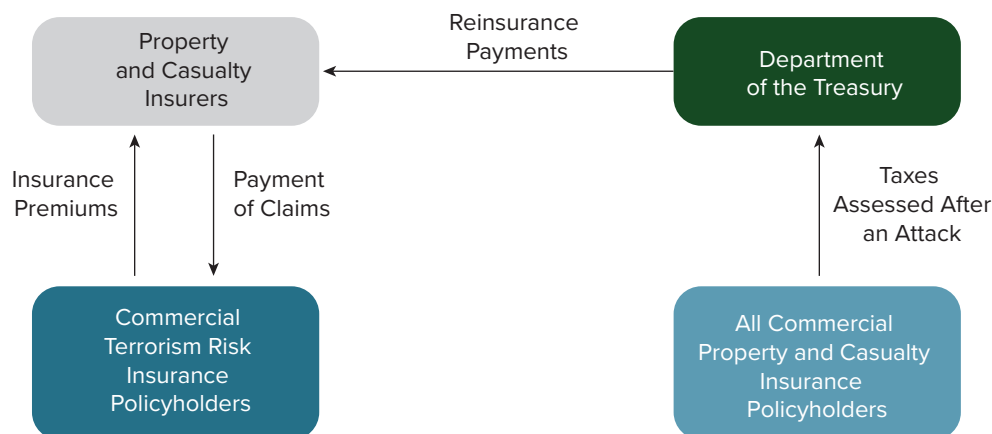 Property
and Casualty
Insurers
Reinsurance
Payments
Department
of the Treasury
Insurance
Premiums
Payment
of Claims
Taxes
Assessed After
an Attack
Commercial
Terrorism Risk
Insurance
Policyholders
All Commercial
Property and Casualty
Insurance
Policyholders